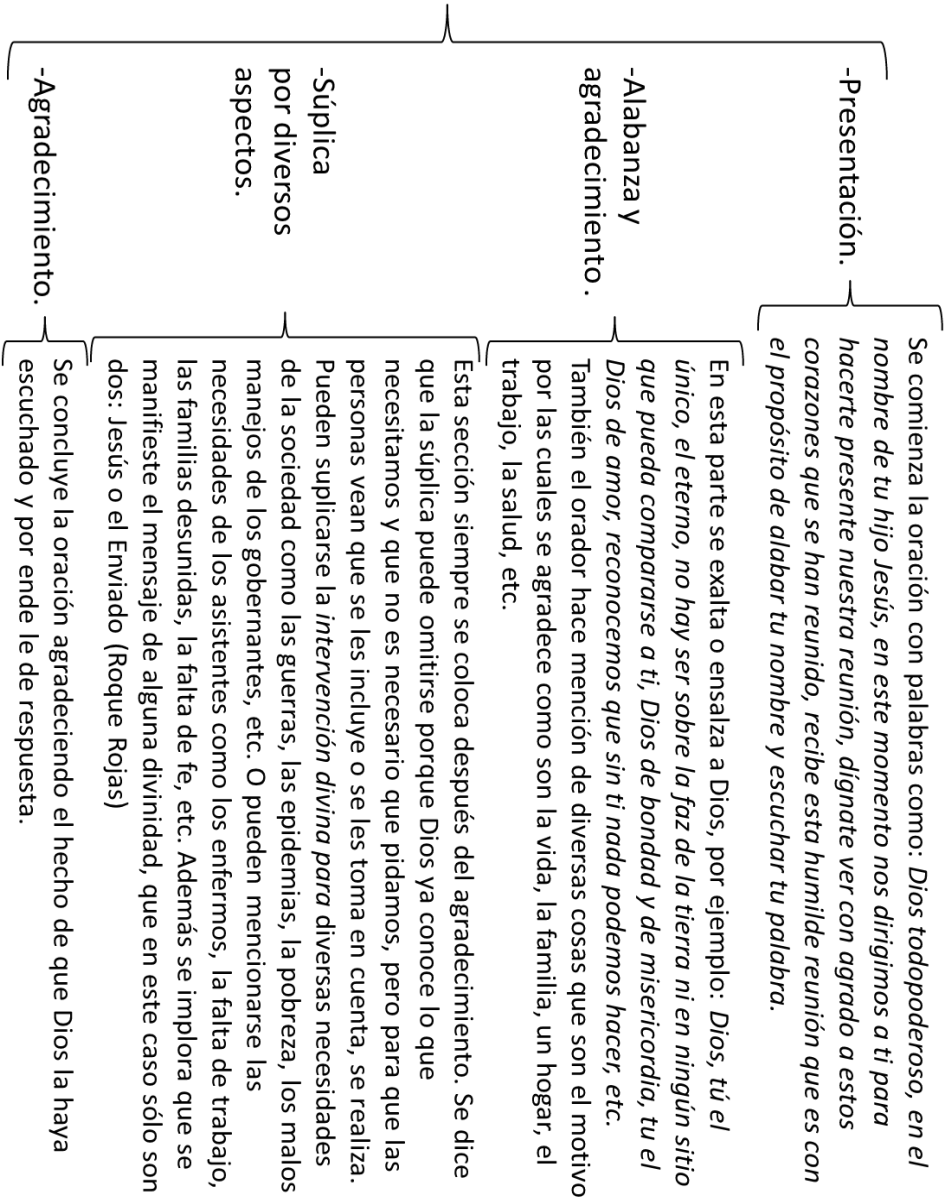 -Presentación.
Se comienza la oración con palabras como: Dios todopoderoso, en el
nombre de tu hijo Jesús, en este momento nos dirigimos a ti para
hacerte presente nuestra reunión, dígnate ver con agrado a estos
corazones que se han reunido, recibe esta humilde reunión que es con
el propósito de alabar tu nombre y escuchar tu palabra.
-Alabanza y
agradecimiento .
En esta parte se exalta o ensalza a Dios, por ejemplo: Dios, tú el
único, el eterno, no hay ser sobre la faz de la tierra ni en ningún sitio
que pueda compararse a ti, Dios de bondad y de misericordia, tu el
Dios de amor, reconocemos que sin ti nada podemos hacer, etc.
También el orador hace mención de diversas cosas que son el motivo
por las cuales se agradece como son la vida, la familia, un hogar, el
trabajo, la salud, etc.
-Súplica
por diversos
aspectos.
Esta sección siempre se coloca después del agradecimiento. Se dice
que la súplica puede omitirse porque Dios ya conoce lo que
necesitamos y que no es necesario que pidamos, pero para que las
personas vean que se les incluye o se les toma en cuenta, se realiza.
Pueden suplicarse la intervención divina para diversas necesidades
de la sociedad como las guerras, las epidemias, la pobreza, los malos
manejos de los gobernantes, etc. O pueden mencionarse las
necesidades de los asistentes como los enfermos, la falta de trabajo,
las familias desunidas, la falta de fe, etc. Además se implora que se
manifieste el mensaje de alguna divinidad, que en este caso sólo son
dos: Jesús o el Enviado (Roque Rojas)
-Agradecimiento.
Se concluye la oración agradeciendo el hecho de que Dios la haya
escuchado y por ende le de respuesta.